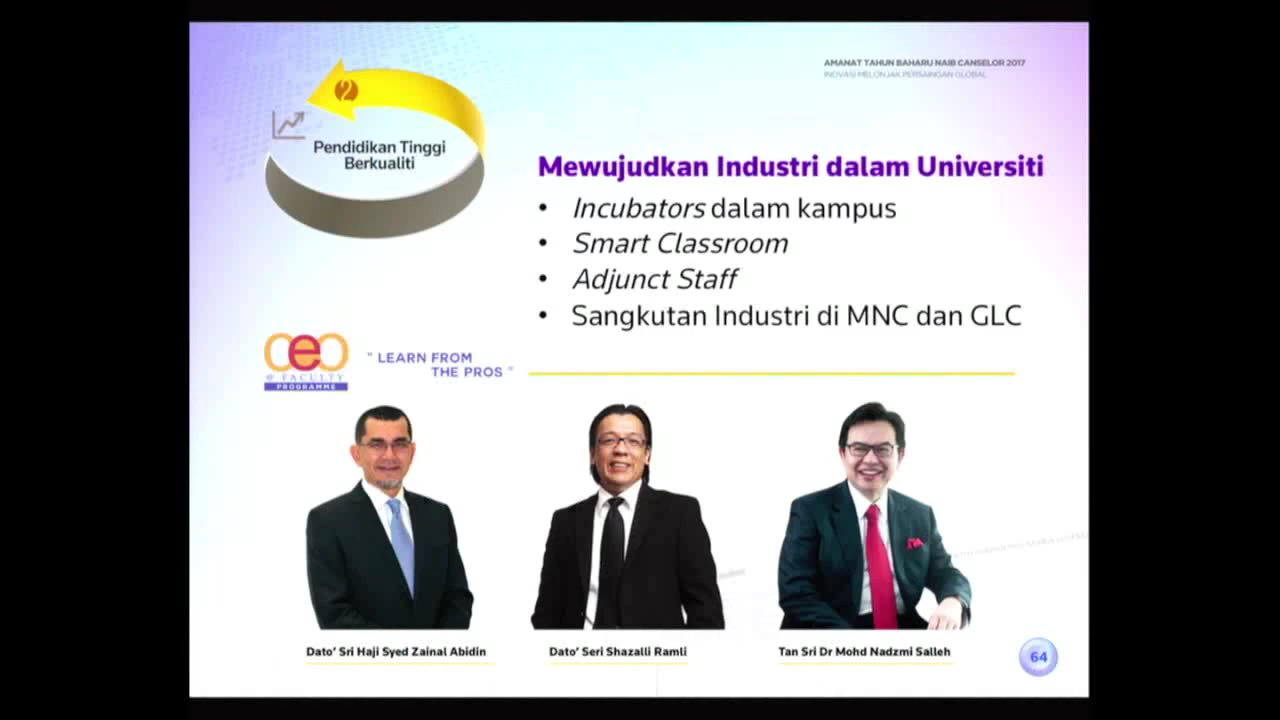 AMANAT TAHUN BAHARU NAIB CANSELOR 2017
INOVASI MELONJAK PERSAINGAN GLOBAL
2
Pendidikan Tinggi
Berkualiti
Mewujudkan Industri dalam Universiti
• Incubators dalam kampus
• Smart Classroom
• Adjunct Staff
• Sangkutan Industri di MNC dan GLC
ceo
@ FACULTY
PROGRAMME
" LEARN FROM
THE PROS "
Dato' Sri Haji Syed Zainal Abidin
Dato' Seri Shazalli Ramli
Tan Sri Dr Mohd Nadzmi Salleh
64